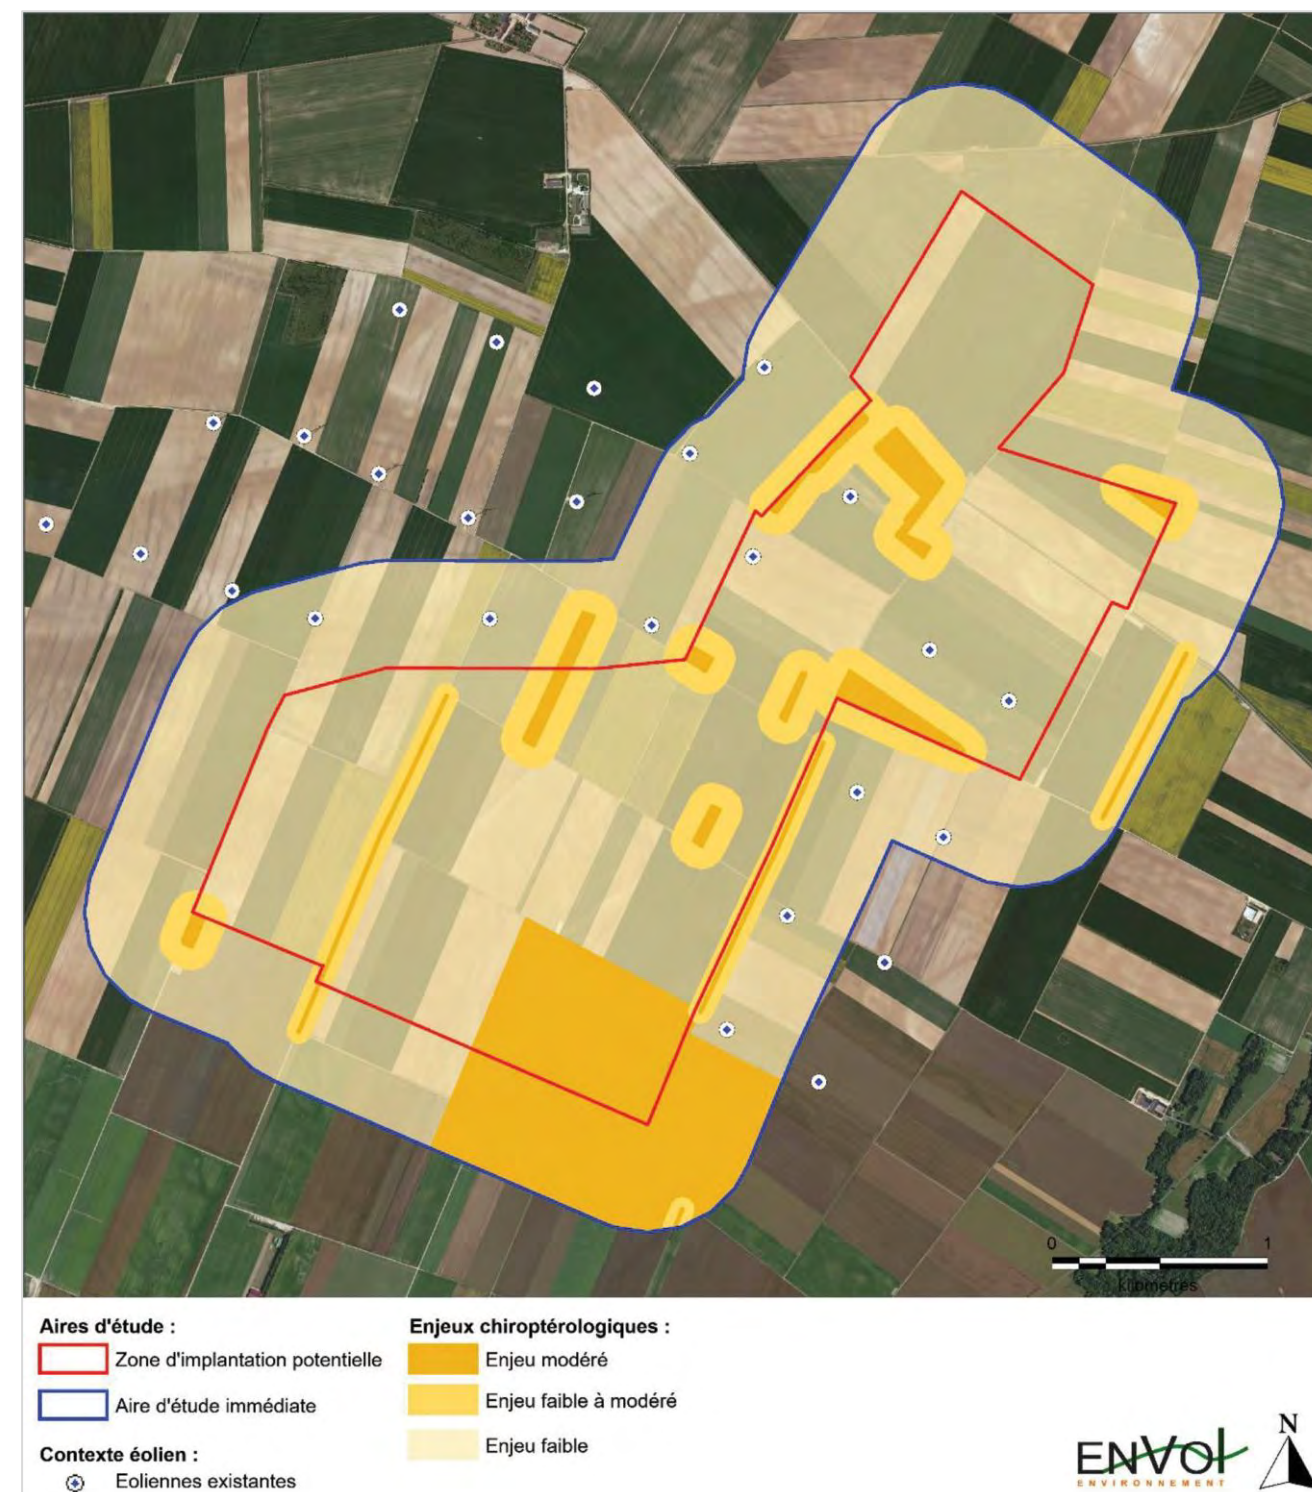 0 1
kilomètres
Aires d'étude :
Zone d'implantation potentielle
Aire d'étude immédiate
Contexte éolien :
Eoliennes existantes
Enjeux chiroptérologiques :
Enjeu modéré
Enjeu faible à modéré
Enjeu faible
ENVOl
ENVIRONNEMENT
N